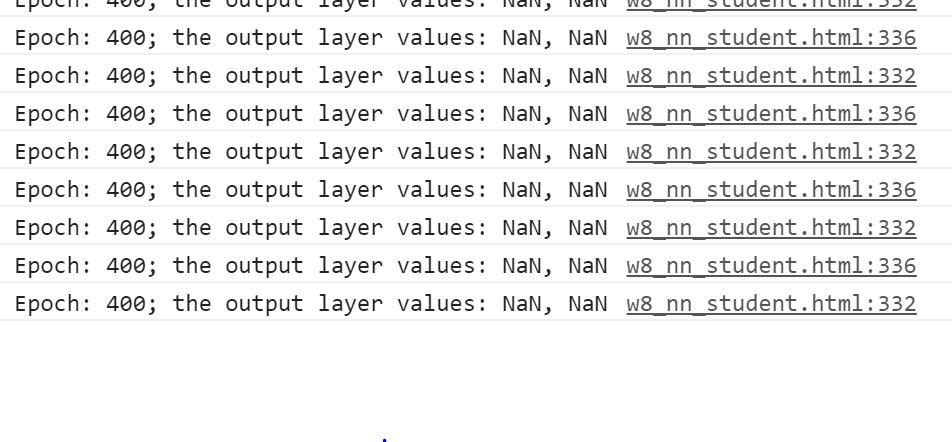 Epoch: 400; the output layer values: NaN, NaN w8_nn_student.html:332
Epoch: 400; the output layer values: NaN, NaN w8_nn_student.html:336
Epoch: 400; the output layer values: NaN, NaN w8_nn_student.html:332
Epoch: 400; the output layer values: NaN, NaN w8_nn_student.html:336
Epoch: 400; the output layer values: NaN, NaN w8_nn_student.html:332
Epoch: 400; the output layer values: NaN, NaN w8_nn_student.html:336
Epoch: 400; the output layer values: NaN, NaN w8_nn_student.html:332
Epoch: 400; the output layer values: NaN, NaN w8_nn_student.html:336
Epoch: 400; the output layer values: NaN, NaN w8_nn_student.html:332